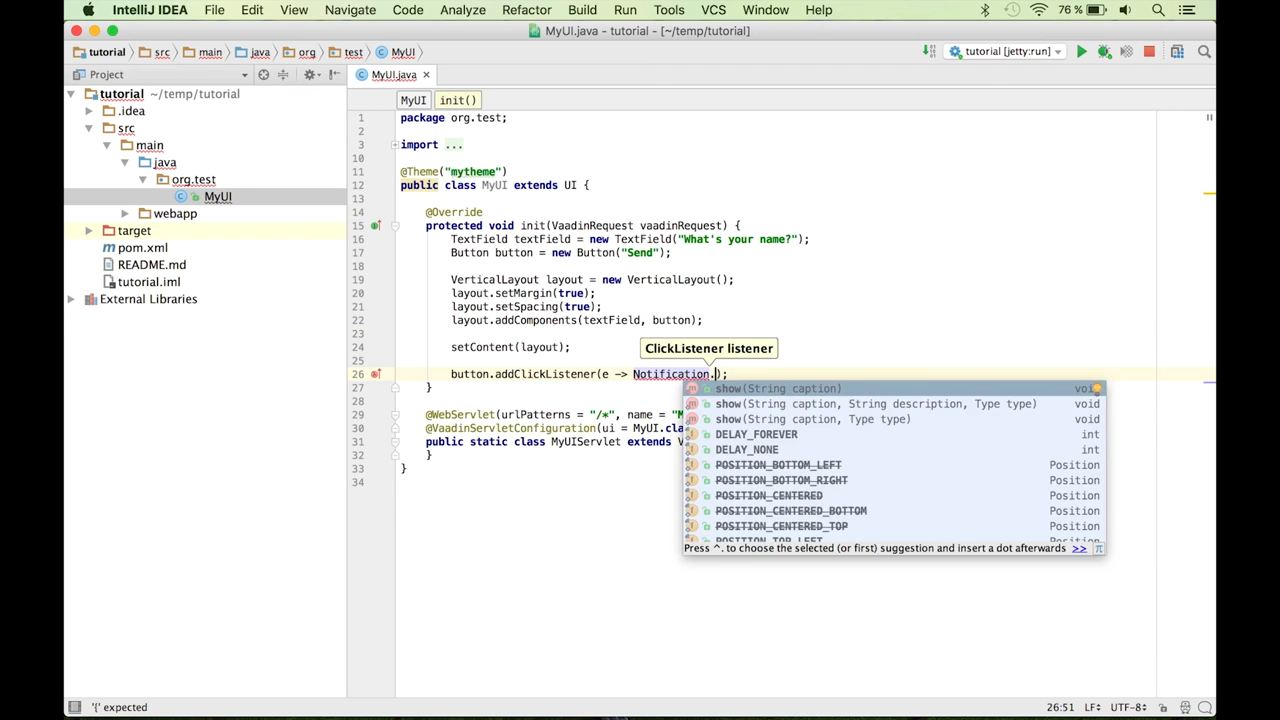 IntelliJ IDEA File Edit View Navigate Code Analyze Refactor Build Run Tools VCS Window Help 76 %
MyUI.java - tutorial - [~/temp/tutorial]
tutorial src main java org test MyUI tutorial [jetty:run]
Project MyUI.java
MyUI init()
tutorial ~/temp/tutorial
.idea
src
main
java
org.test
MyUI
webapp
target
pom.xml
README.md
tutorial.iml
External Libraries
1 package org.test;
2
3 import ...
10
11 @Theme("mytheme")
12 public class MyUI extends UI {
13
14 @Override
15 protected void init(VaadinRequest vaadinRequest) {
16 TextField textField = new TextField("What's your name?");
17 Button button = new Button("Send");
18
19 VerticalLayout layout = new VerticalLayout();
20 layout.setMargin(true);
21 layout.setSpacing(true);
22 layout.addComponents(textField, button);
23
24 setContent(layout);
ClickListener listener
25
26 button.addClickListener(e -> Notification.);
27 }
28
29 @WebServlet(urlPatterns = "/*", name = "M
30 @VaadinServletConfiguration(ui = MyUI.cla
31 public static class MyUIServlet extends V
32 }
33 }
34
show(String caption) voi
show(String caption, String description, Type type) void
show(String caption, Type type) void
DELAY_FOREVER int
DELAY_NONE int
POSITION_BOTTOM_LEFT Position
POSITION_BOTTOM_RIGHT Position
POSITION_CENTERED Position
POSITION_CENTERED_BOTTOM Position
POSITION_CENTERED_TOP Position
POSITION_TOP_LEFT Position
Press ^. to choose the selected (or first) suggestion and insert a dot afterwards >> π
'{' expected 26:51 LF UTF-8